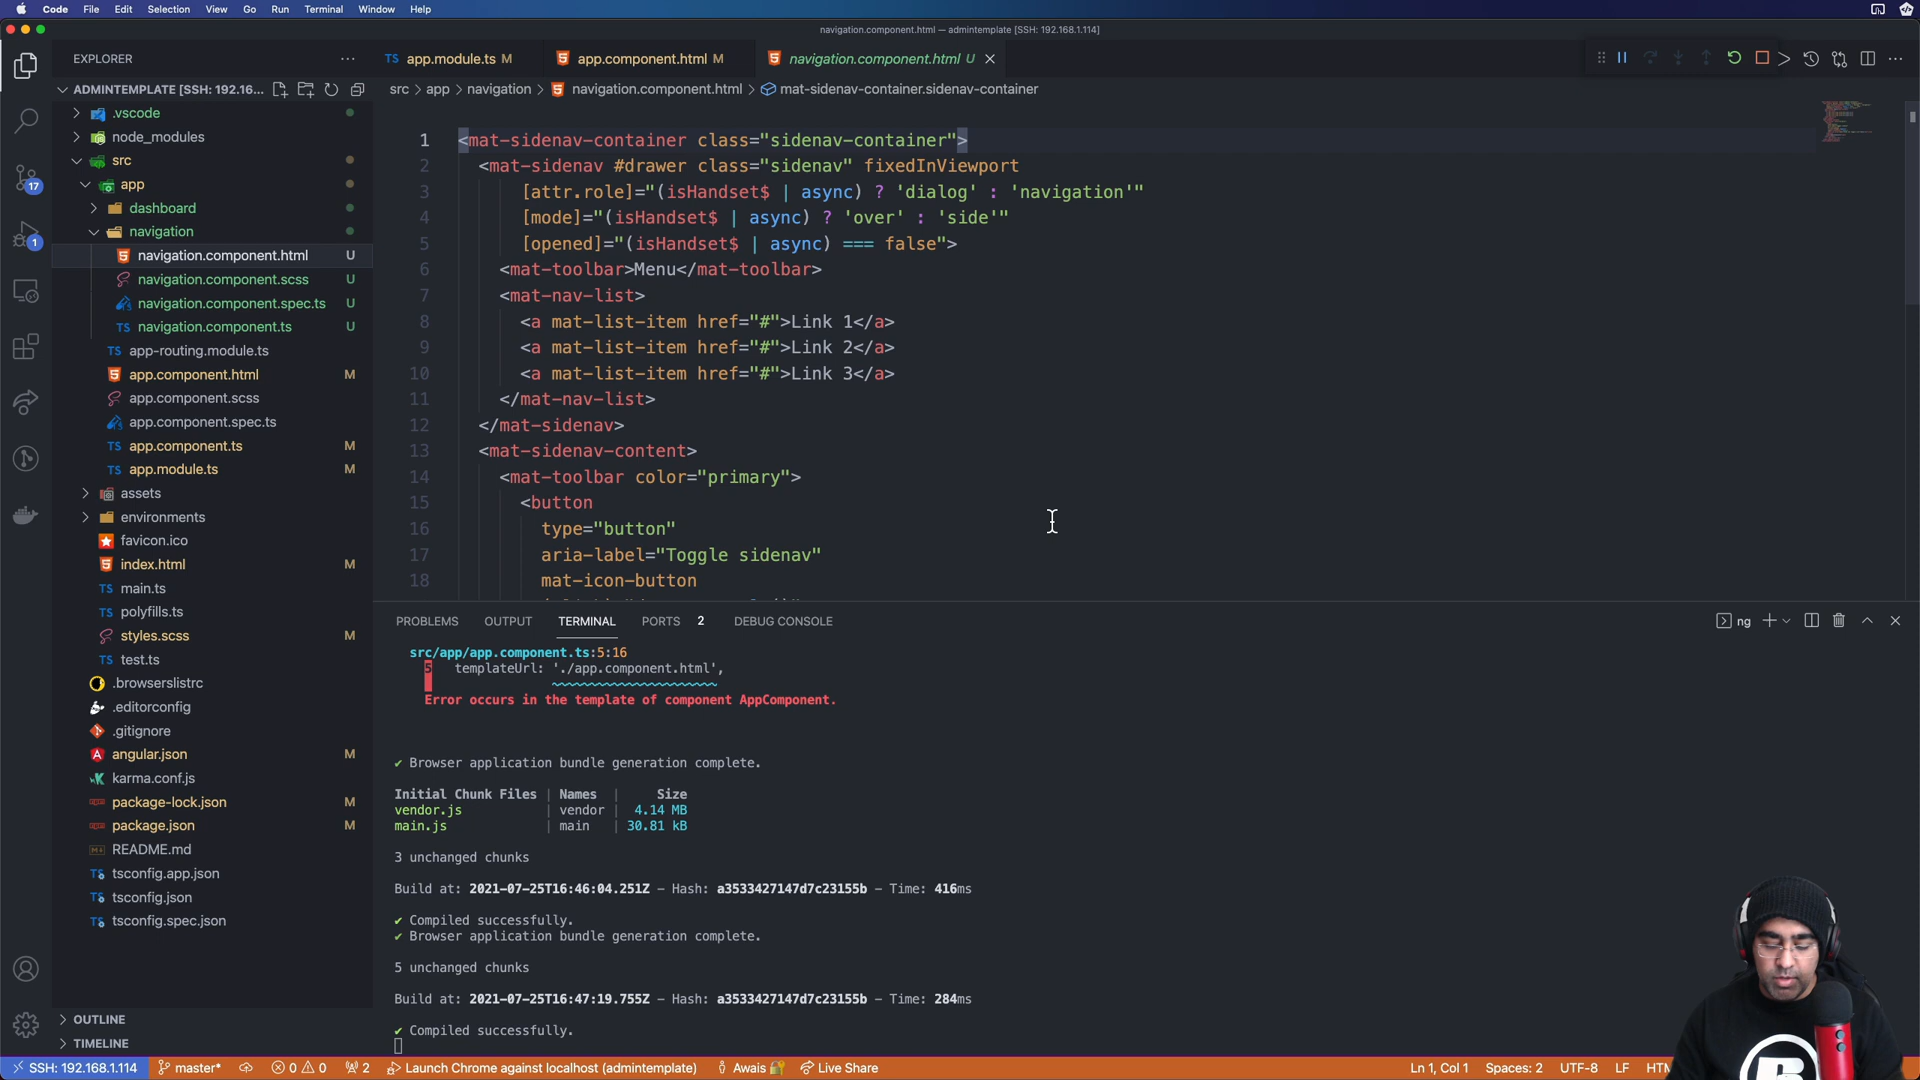 Code File Edit Selection View Go Run Terminal Window Help
navigation.component.html — admintemplate [SSH: 192.168.1.114]
EXPLORER
app.module.ts M
app.component.html M
navigation.component.html U
ADMINTEMPLATE [SSH: 192.16...
src > app > navigation > navigation.component.html > mat-sidenav-container.sidenav-container
.vscode
node_modules
src
app
dashboard
navigation
navigation.component.html U
navigation.component.scss U
navigation.component.spec.ts U
navigation.component.ts U
app-routing.module.ts
app.component.html M
app.component.scss
app.component.spec.ts
app.component.ts M
app.module.ts M
assets
environments
favicon.ico
index.html M
main.ts
polyfills.ts
styles.scss M
test.ts
.browserslistrc
.editorconfig
.gitignore
angular.json M
karma.conf.js
package-lock.json M
package.json M
README.md
tsconfig.app.json
tsconfig.json
tsconfig.spec.json
OUTLINE
TIMELINE
17
1
1 <mat-sidenav-container class="sidenav-container">
2 <mat-sidenav #drawer class="sidenav" fixedInViewport
3 [attr.role]="(isHandset$ | async) ? 'dialog' : 'navigation'"
4 [mode]="(isHandset$ | async) ? 'over' : 'side'"
5 [opened]="(isHandset$ | async) === false">
6 <mat-toolbar>Menu</mat-toolbar>
7 <mat-nav-list>
8 <a mat-list-item href="#">Link 1</a>
9 <a mat-list-item href="#">Link 2</a>
10 <a mat-list-item href="#">Link 3</a>
11 </mat-nav-list>
12 </mat-sidenav>
13 <mat-sidenav-content>
14 <mat-toolbar color="primary">
15 <button
16 type="button"
17 aria-label="Toggle sidenav"
18 mat-icon-button
PROBLEMS OUTPUT TERMINAL PORTS 2 DEBUG CONSOLE
ng
src/app/app.component.ts:5:16
5 templateUrl: './app.component.html',
Error occurs in the template of component AppComponent.
✔ Browser application bundle generation complete.
Initial Chunk Files | Names | Size
vendor.js | vendor | 4.14 MB
main.js | main | 30.81 kB
3 unchanged chunks
Build at: 2021-07-25T16:46:04.251Z - Hash: a3533427147d7c23155b - Time: 416ms
✔ Compiled successfully.
✔ Browser application bundle generation complete.
5 unchanged chunks
Build at: 2021-07-25T16:47:19.755Z - Hash: a3533427147d7c23155b - Time: 284ms
✔ Compiled successfully.
SSH: 192.168.1.114 master* 0 0 2 Launch Chrome against localhost (admintemplate) Awais Live Share Ln 1, Col 1 Spaces: 2 UTF-8 LF